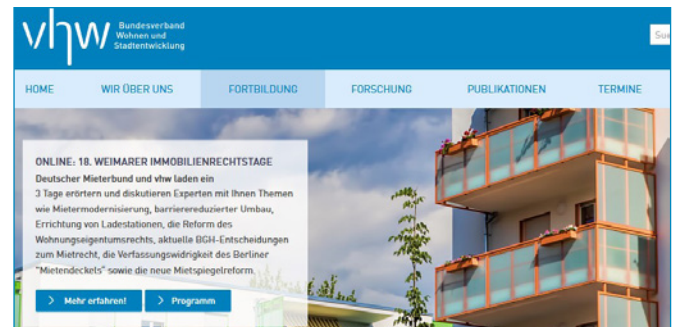 vhw Bundesverband
Wohnen und
Stadtentwicklung
HOME WIR ÜBER UNS FORTBILDUNG FORSCHUNG PUBLIKATIONEN TERMINE
ONLINE: 18. WEIMARER IMMOBILIENRECHTSTAGE
Deutscher Mieterbund und vhw laden ein
3 Tage erörtern und diskutieren Experten mit Ihnen Themen
wie Mietermodernisierung, barrierereduzierter Umbau,
Errichtung von Ladestationen, die Reform des
Wohnungseigentumsrechts, aktuelle BGH-Entscheidungen
zum Mietrecht, die Verfassungswidrigkeit des Berliner
"Mietendeckels" sowie die neue Mietspiegelreform.
> Mehr erfahren! > Programm